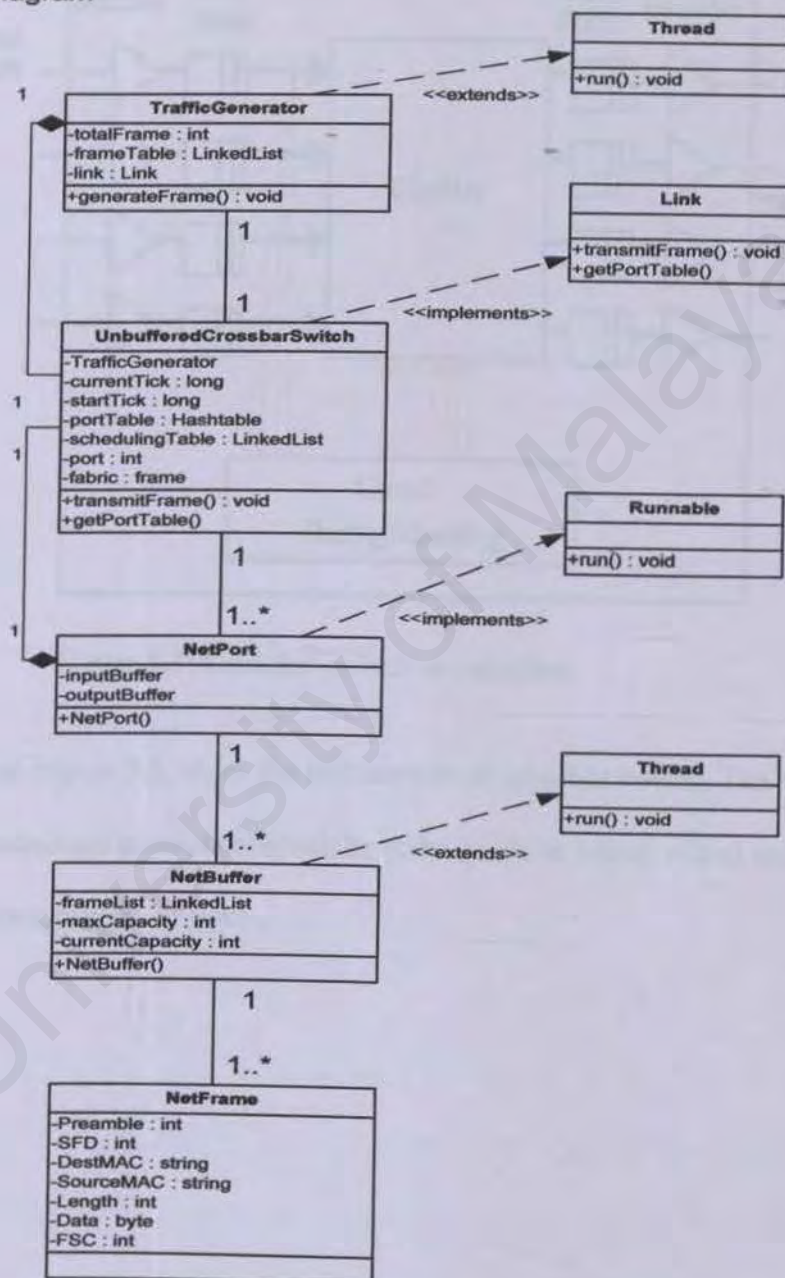 Thread
+run() : void
<<extends>>
1
TrafficGenerator
-totalFrame : int
-frameTable : LinkedList
-link : Link
+generateFrame() : void
1
1
Link
+transmitFrame() : void
+getPortTable()
<<implements>>
UnbufferedCrossbarSwitch
-TrafficGenerator
-currentTick : long
-startTick : long
-portTable : Hashtable
-schedulingTable : LinkedList
-port : int
-fabric : frame
+transmitFrame() : void
+getPortTable()
1
1
1
1..*
Runnable
+run() : void
<<implements>>
1
NetPort
-inputBuffer
-outputBuffer
+NetPort()
1
1..*
Thread
+run() : void
<<extends>>
NetBuffer
-frameList : LinkedList
-maxCapacity : int
-currentCapacity : int
+NetBuffer()
1
1..*
NetFrame
-Preamble : int
-SFD : int
-DestMAC : string
-SourceMAC : string
-Length : int
-Data : byte
-FSC : int
University of Malaya